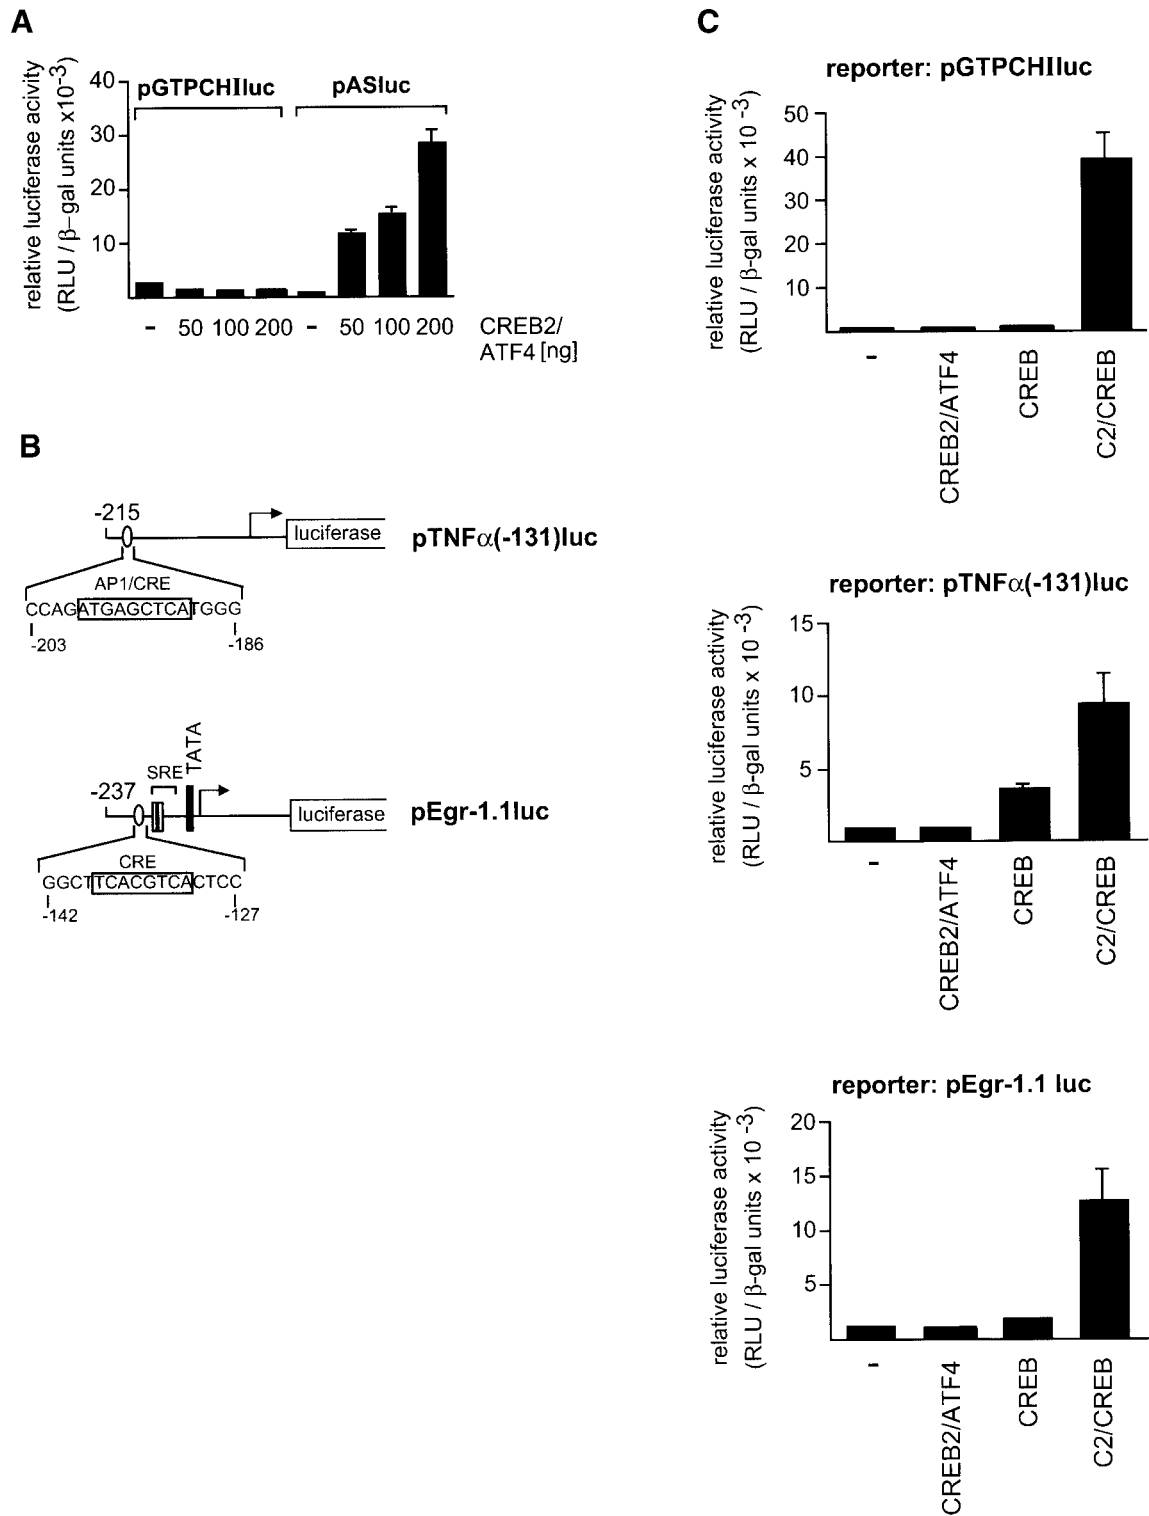 A
relative luciferase acivity
(RLU / β–gal units x10-3)
pGTPCHIluc
pASluc
40
30
20
10
– 50 100 200 – 50 100 200 CREB2/
ATF4 [ng]
B
-215
luciferase
pTNFα(-131)luc
AP1/CRE
CCAGATGAGCTCATGGG
-203
-186
TATA
SRE
-237
luciferase
pEgr-1.1luc
CRE
GGCTTCACGTCACTCC
-142
-127
C
reporter: pGTPCHIluc
relative luciferase activity
(RLU / β-gal units x 10 -3)
50
40
30
20
10
-
CREB2/ATF4
CREB
C2/CREB
reporter: pTNFα(-131)luc
relative luciferase activity
(RLU / β-gal units x 10 -3)
15
10
5
-
CREB2/ATF4
CREB
C2/CREB
reporter: pEgr-1.1 luc
relative luciferase activity
(RLU / β-gal units x 10 -3)
20
15
10
5
-
CREB2/ATF4
CREB
C2/CREB